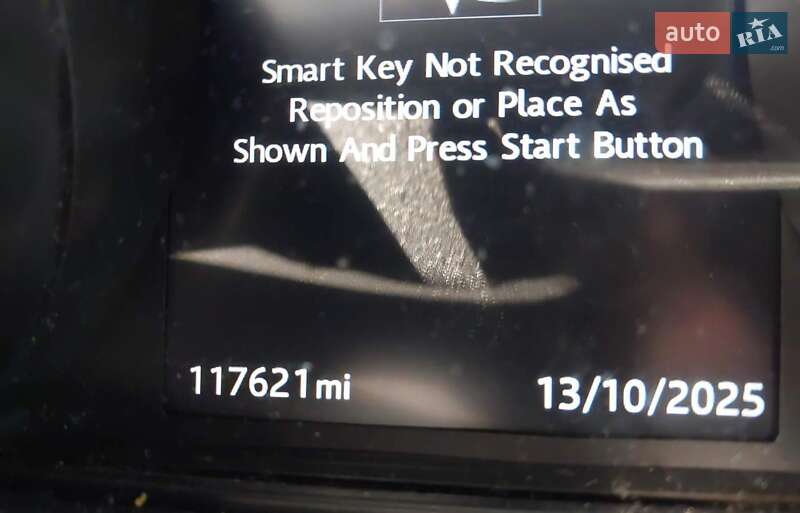 auto RIA
.com
Smart Key Not Recognised
Reposition or Place As
Shown And Press Start Button
117621mi 13/10/2025